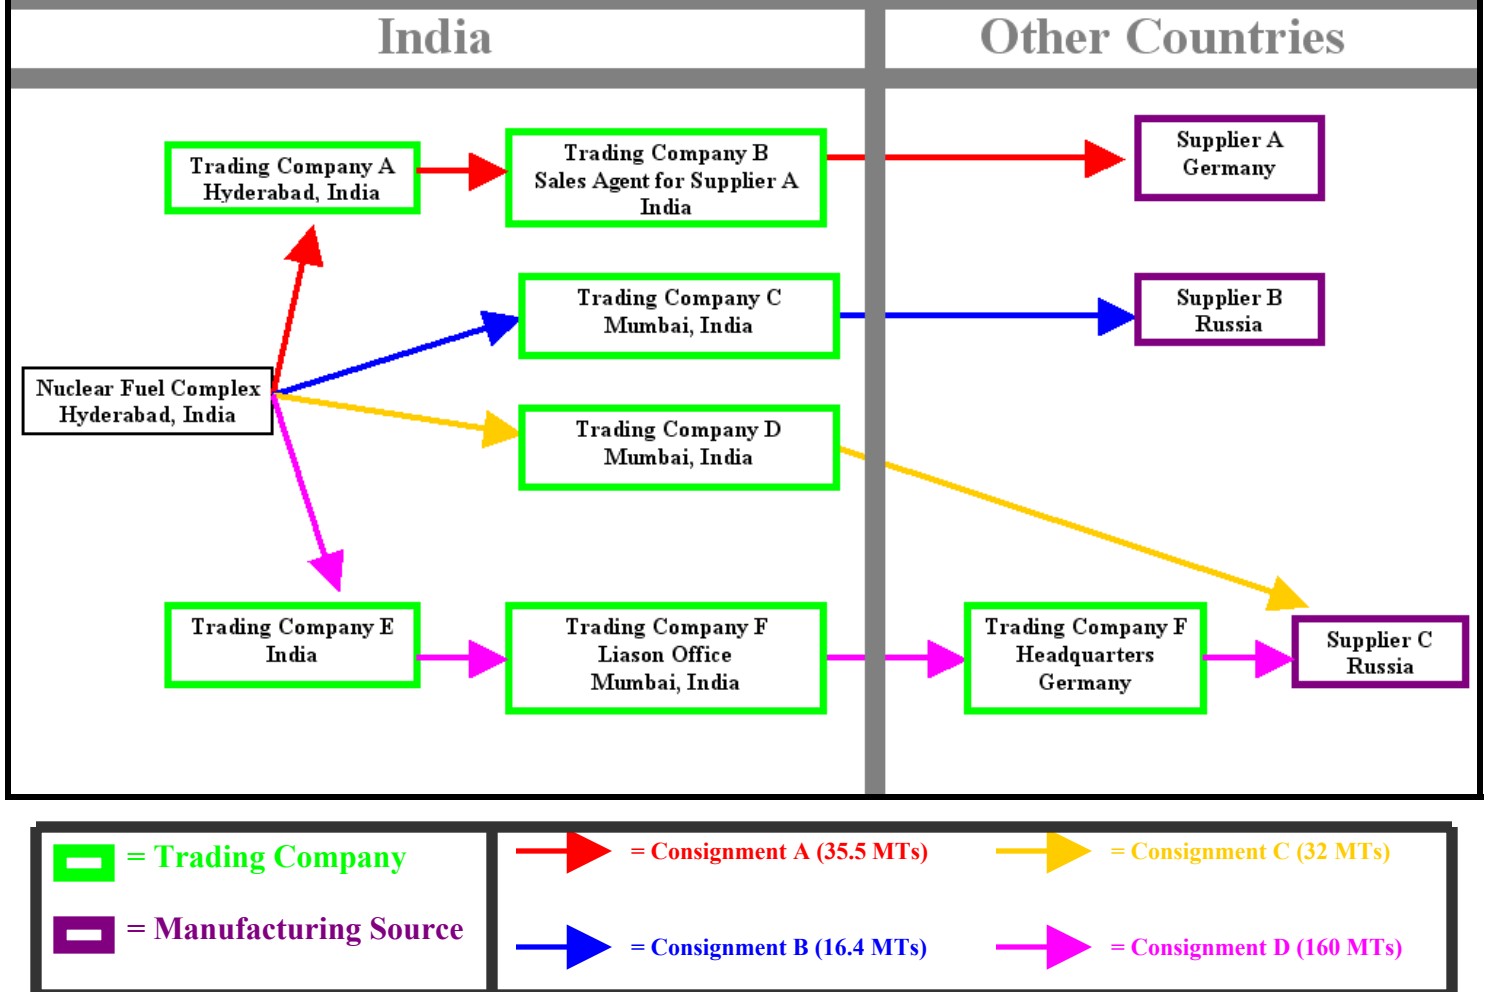 India
Other Countries
Trading Company A
Hyderabad, India
Trading Company B
Sales Agent for Supplier A
India
Supplier A
Germany
Trading Company C
Mumbai, India
Supplier B
Russia
Nuclear Fuel Complex
Hyderabad, India
Trading Company D
Mumbai, India
Trading Company E
India
Trading Company F
Liason Office
Mumbai, India
Trading Company F
Headquarters
Germany
Supplier C
Russia
= Trading Company
= Manufacturing Source
= Consignment A (35.5 MTs)
= Consignment C (32 MTs)
= Consignment B (16.4 MTs)
= Consignment D (160 MTs)